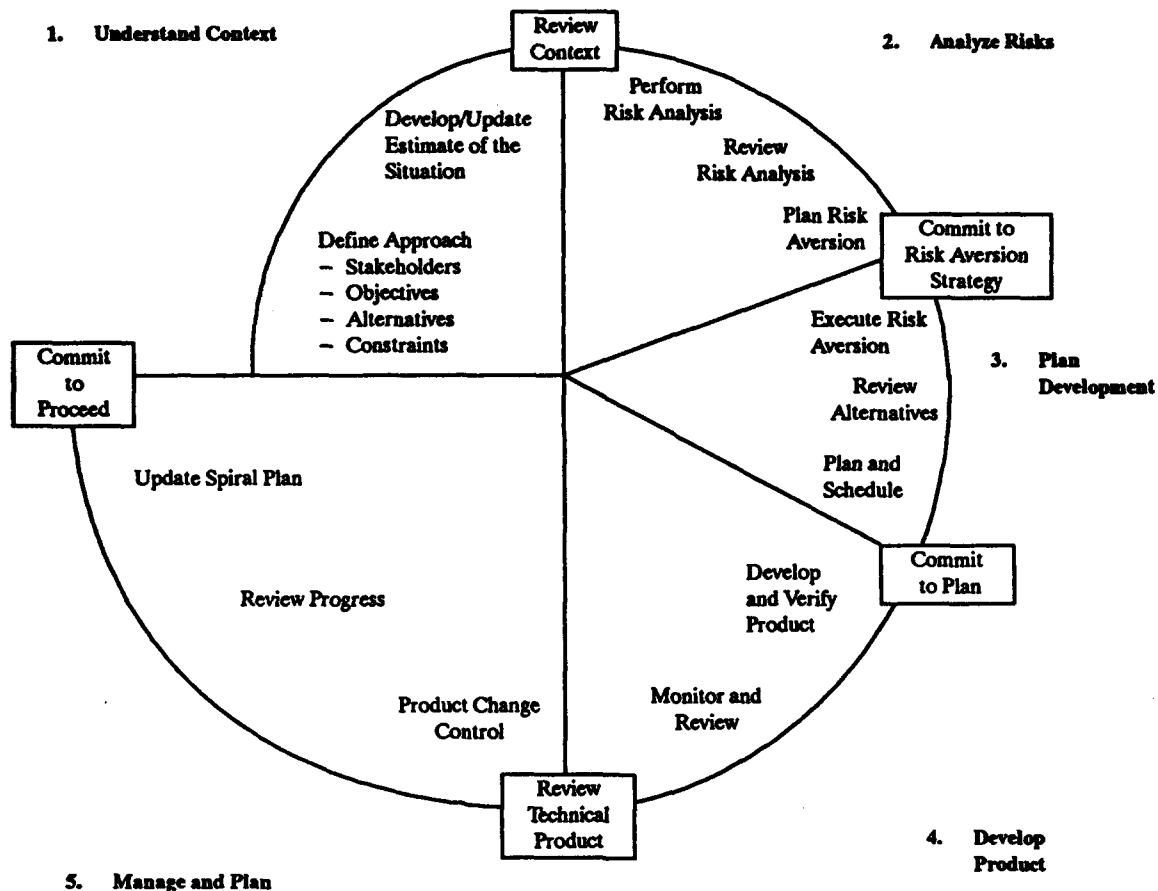 1. Understand Context
Review
Context
2. Analyze Risks
Develop/Update
Estimate of the
Situation
Define Approach
– Stakeholders
– Objectives
– Alternatives
– Constraints
Perform
Risk Analysis
Review
Risk Analysis
Plan Risk
Aversion
Commit to
Risk Aversion
Strategy
Execute Risk
Aversion
Review
Alternatives
Plan and
Schedule
3. Plan
Development
Commit
to Plan
Develop
and Verify
Product
Monitor and
Review
4. Develop
Product
Review
Technical
Product
Product Change
Control
Review Progress
Update Spiral Plan
Commit
to
Proceed
5. Manage and Plan